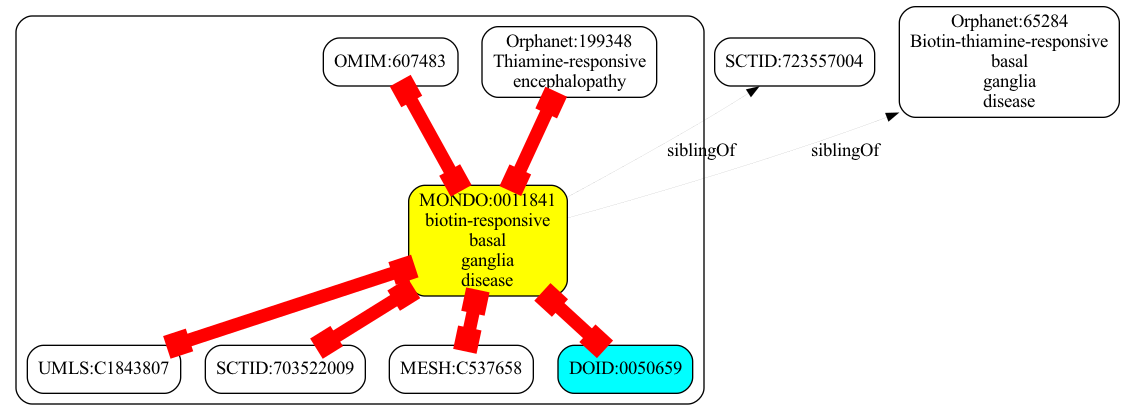 OMIM:607483
Orphanet:199348
Thiamine-responsive
encephalopathy
SCTID:723557004
Orphanet:65284
Biotin-thiamine-responsive
basal
ganglia
disease
siblingOf
siblingOf
MONDO:0011841
biotin-responsive
basal
ganglia
disease
UMLS:C1843807
SCTID:703522009
MESH:C537658
DOID:0050659